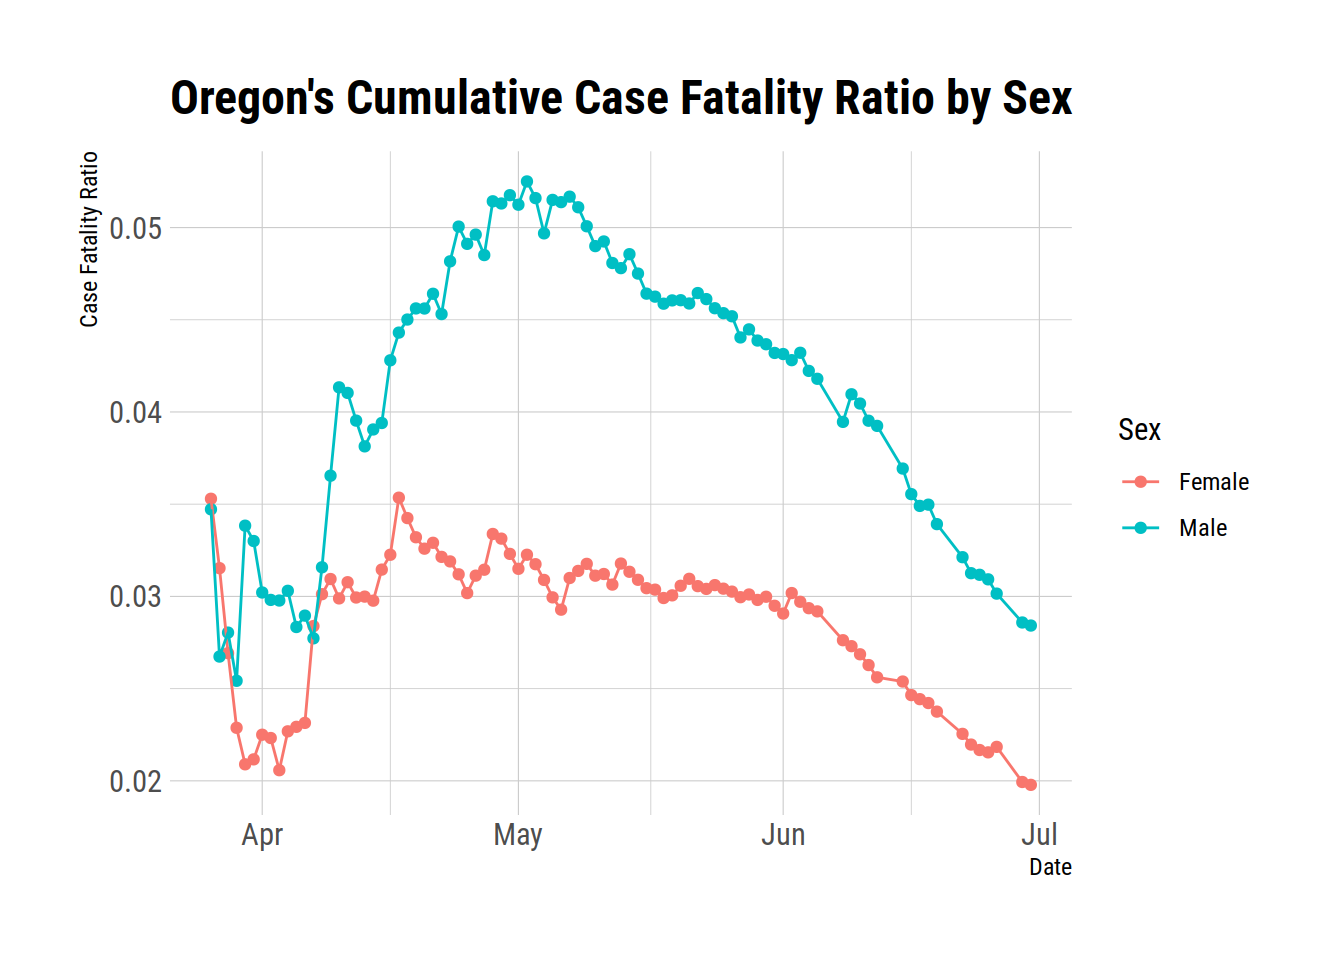 Oregon's Cumulative Case Fatality Ratio by Sex
Case Fatality Ratio
0.05
0.04
0.03
0.02
Apr
May
Jun
Jul
Date
Sex
Female
Male